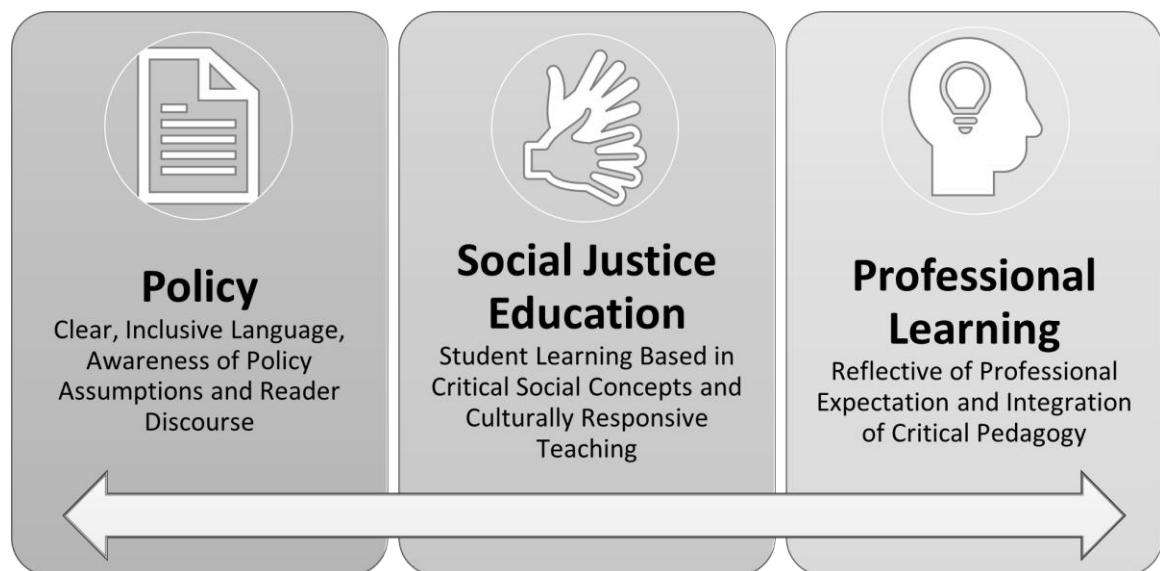 Policy
Clear, Inclusive Language,
Awareness of Policy
Assumptions and Reader
Discourse
Social Justice
Education
Student Learning Based in
Critical Social Concepts and
Culturally Responsive
Teaching
Professional
Learning
Reflective of Professional
Expectation and Integration
of Critical Pedagogy